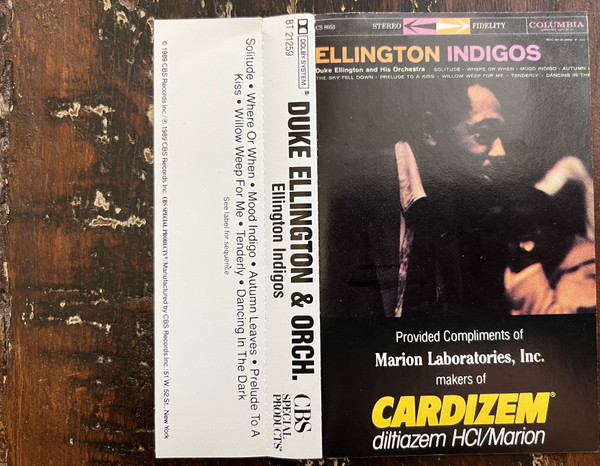 © 1989 CBS Records Inc./℗ 1989 CBS Records Inc. CBS SPECIAL PRODUCTS® Manufactured by CBS Records Inc./51 W. 52 St., New York
Solitude • Where Or When • Mood Indigo • Autumn Leaves • Prelude To A
Kiss • Willow Weep For Me • Tenderly • Dancing In The Dark
See label for sequence
BT 21259
DOLBY SYSTEM ®
DUKE ELLINGTON & ORCH.
Ellington Indigos
CBS
SPECIAL
PRODUCTS®
CS 8053
STEREO FIDELITY
COLUMBIA
ELLINGTON INDIGOS
Duke Ellington and His Orchestra SOLITUDE · WHERE OR WHEN · MOOD INDIGO · AUTUMN
THE SKY FELL DOWN · PRELUDE TO A KISS · WILLOW WEEP FOR ME · TENDERLY · DANCING IN THE
Provided Compliments of
Marion Laboratories, Inc.
makers of
CARDIZEM®
diltiazem HCl/Marion